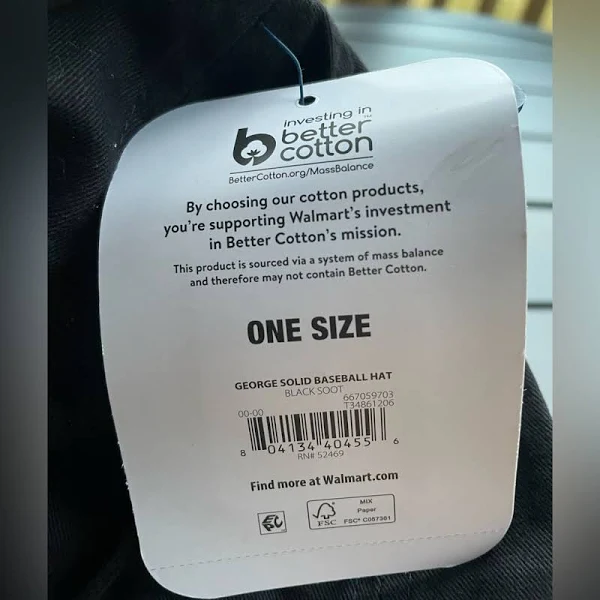 investing in
better™
cotton
BetterCotton.org/MassBalance
By choosing our cotton products,
you're supporting Walmart's investment
in Better Cotton's mission.
This product is sourced via a system of mass balance
and therefore may not contain Better Cotton.
ONE SIZE
GEORGE SOLID BASEBALL HAT
BLACK SOOT
667059703
00-00 T34861206
8 04134 40455 6
RN# 52469
Find more at Walmart.com
MIX
Paper
FSC FSC® C087381